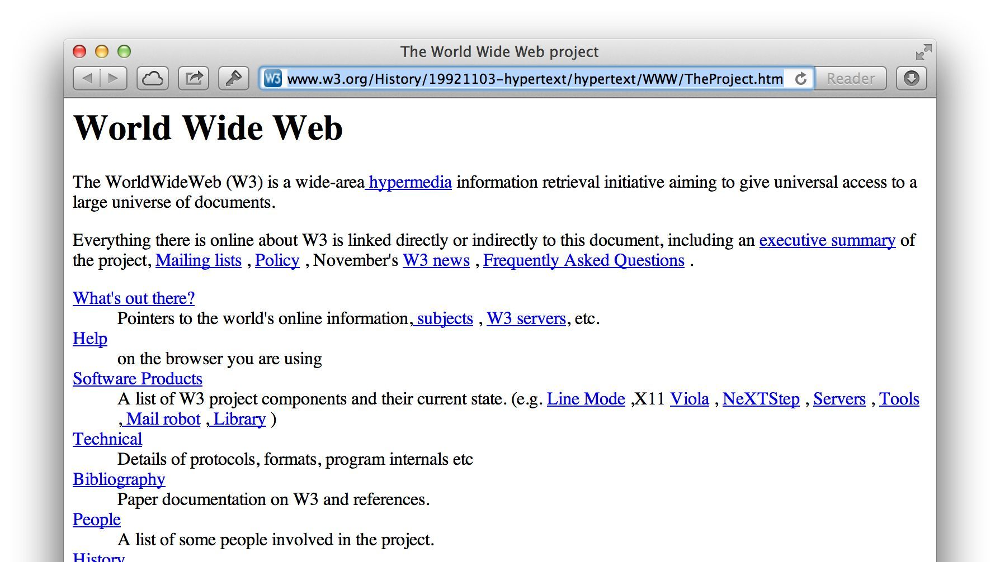 The World Wide Web project
W3 www.w3.org/History/19921103-hypertext/hypertext/WWW/TheProject.htm Reader
World Wide Web
The WorldWideWeb (W3) is a wide-area hypermedia information retrieval initiative aiming to give universal access to a
large universe of documents.
Everything there is online about W3 is linked directly or indirectly to this document, including an executive summary of
the project, Mailing lists , Policy , November's W3 news , Frequently Asked Questions .
What's out there?
Pointers to the world's online information, subjects , W3 servers, etc.
Help
on the browser you are using
Software Products
A list of W3 project components and their current state. (e.g. Line Mode ,X11 Viola , NeXTStep , Servers , Tools
, Mail robot , Library )
Technical
Details of protocols, formats, program internals etc
Bibliography
Paper documentation on W3 and references.
People
A list of some people involved in the project.
History